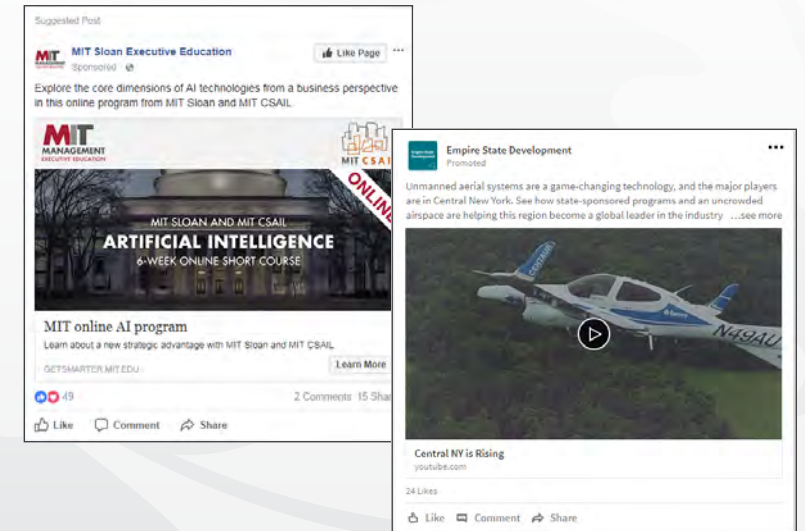 Suggested Post
MIT Sloan Executive Education
Sponsored
Like Page
Explore the core dimensions of AI technologies from a business perspective
in this online program from MIT Sloan and MIT CSAIL.
MIT
MANAGEMENT
EXECUTIVE EDUCATION
MIT CSAI
ONLINE
MIT SLOAN AND MIT CSAIL
ARTIFICIAL INTELLIGENCE
6-WEEK ONLINE SHORT COURSE
MIT online AI program
Learn about a new strategic advantage with MIT Sloan and MIT CSAIL
GETSMARTER.MIT.EDU
Learn More
49
2 Comments 15 Shar
Like Comment Share
Empire State Development
Promoted
Unmanned aerial systems are a game-changing technology, and the major players
are in Central New York. See how state-sponsored programs and an uncrowded
airspace are helping this region become a global leader in the industry ...see more
CENTAUR
N49AU
Central NY is Rising
youtube.com
24 Likes
Like Comment Share